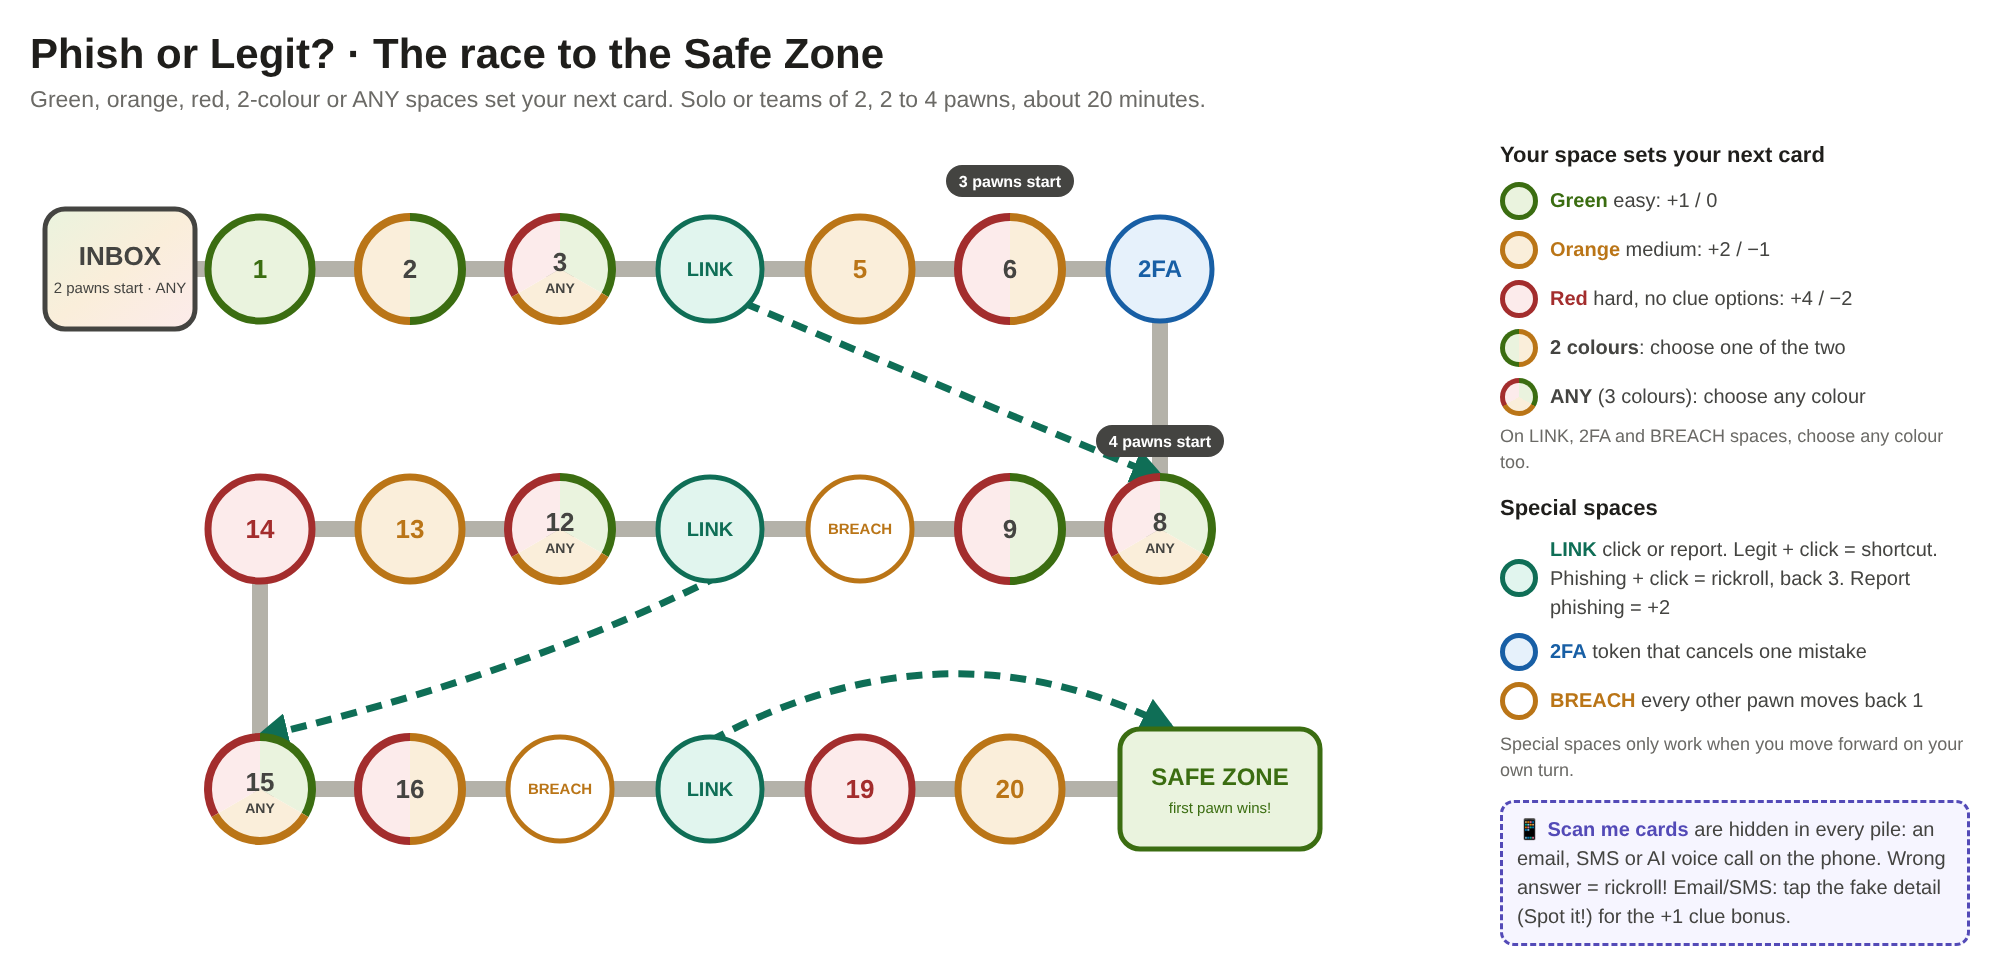 Phish or Legit? · The race to the Safe Zone
Green, orange, red, 2-colour or ANY spaces set your next card. Solo or teams of 2, 2 to 4 pawns, about 20 minutes.
3 pawns start
INBOX
2 pawns start · ANY
1
2
3
ANY
LINK
5
6
2FA
4 pawns start
14
13
12
ANY
LINK
BREACH
9
8
ANY
15
ANY
16
BREACH
LINK
19
20
SAFE ZONE
first pawn wins!
Your space sets your next card
Green easy: +1 / 0
Orange medium: +2 / −1
Red hard, no clue options: +4 / −2
2 colours: choose one of the two
ANY (3 colours): choose any colour
On LINK, 2FA and BREACH spaces, choose any colour
too.
Special spaces
LINK click or report. Legit + click = shortcut.
Phishing + click = rickroll, back 3. Report
phishing = +2
2FA token that cancels one mistake
BREACH every other pawn moves back 1
Special spaces only work when you move forward on your
own turn.
📱 Scan me cards are hidden in every pile: an
email, SMS or AI voice call on the phone. Wrong
answer = rickroll! Email/SMS: tap the fake detail
(Spot it!) for the +1 clue bonus.